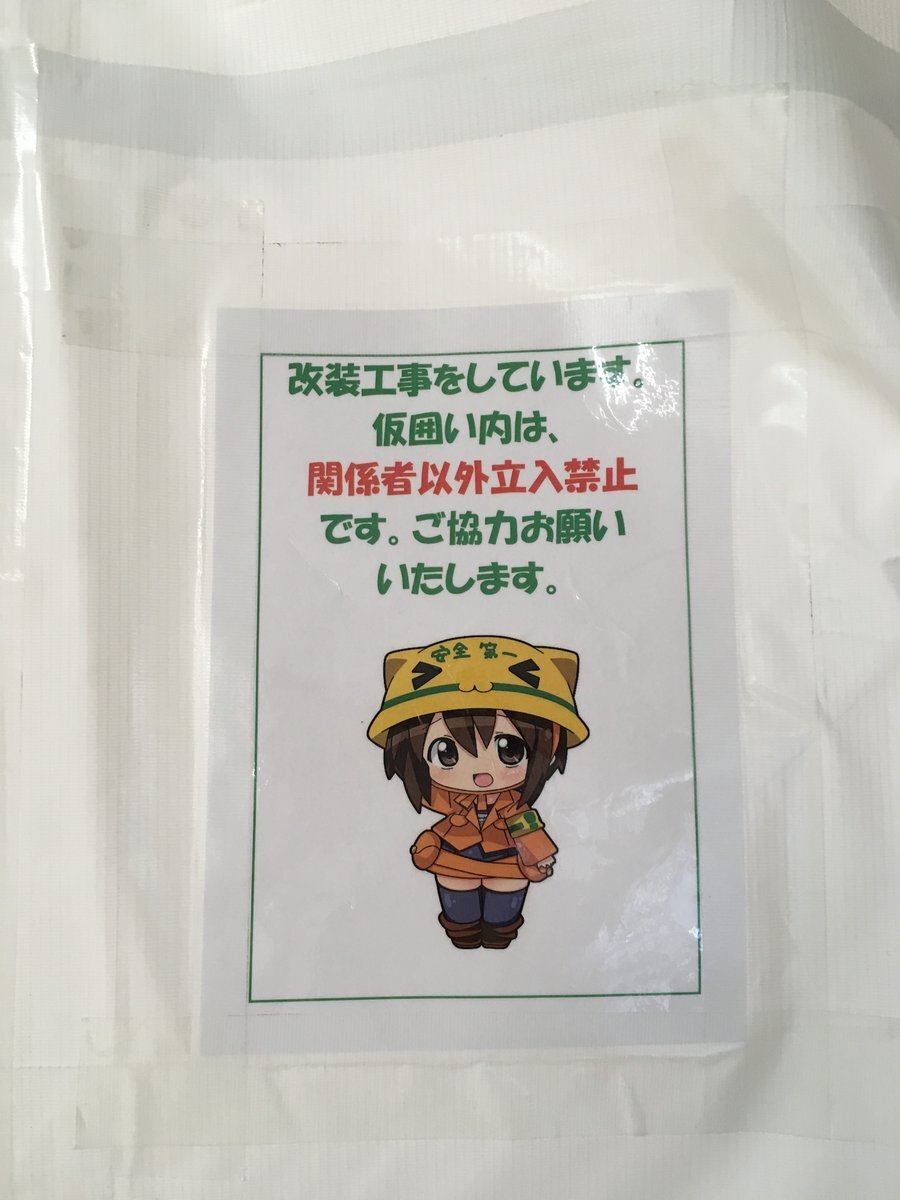 改装工事をしています。
仮囲い内は、
関係者以外立入禁止
です。ご協力お願い
いたします。
安全 第一